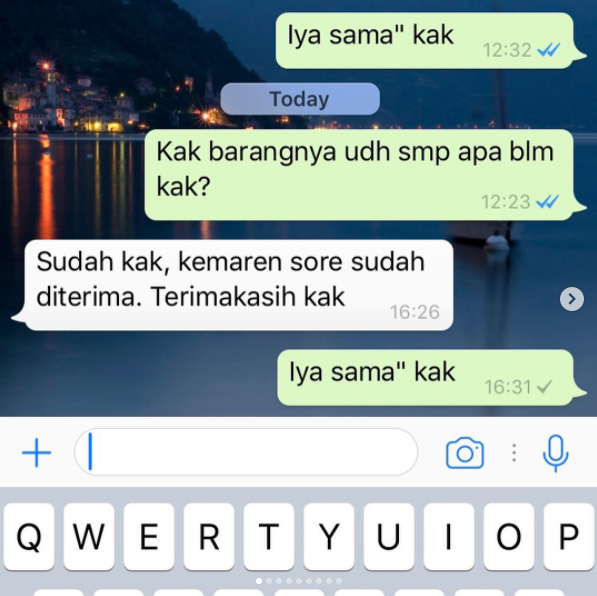 Iya sama" kak
12:32
Today
Kak barangnya udh smp apa blm
kak?
12:23
Sudah kak, kemaren sore sudah
diterima. Terimakasih kak
16:26
Iya sama" kak
16:31
Q W E R T Y U I O P